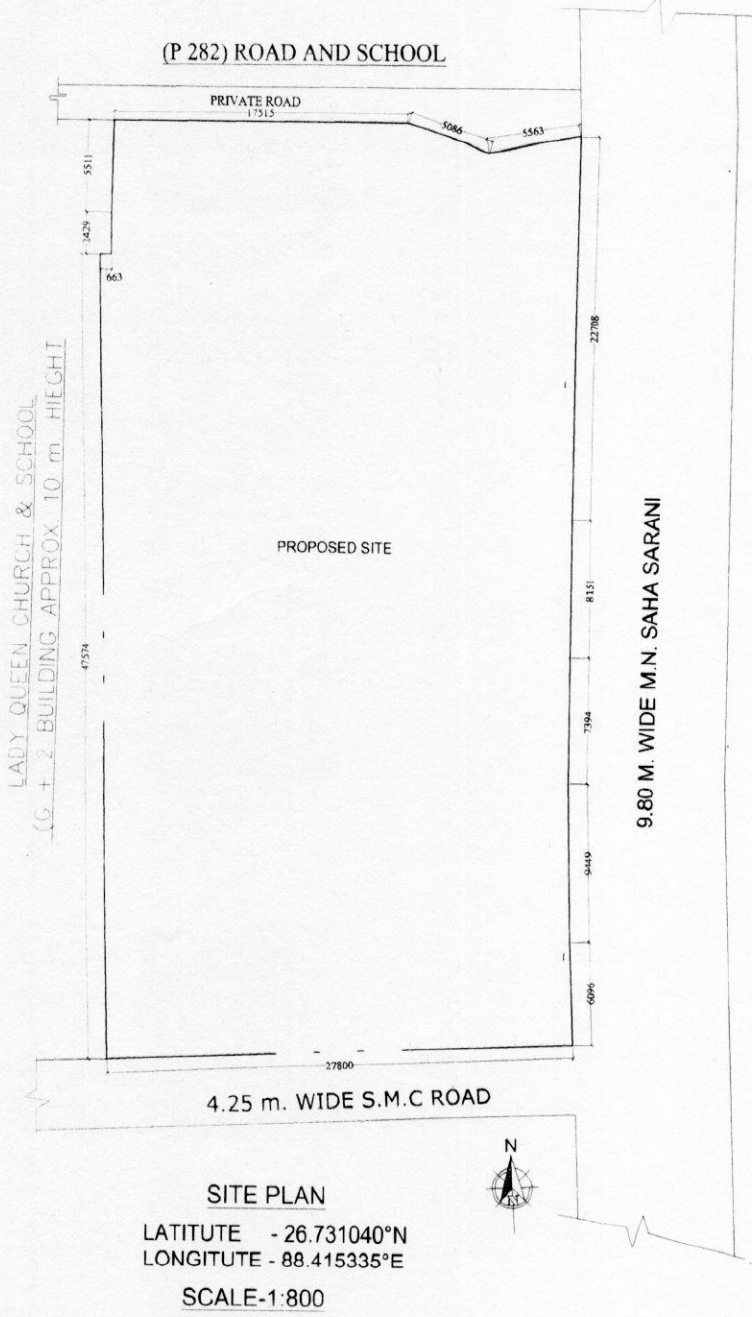 (P 282) ROAD AND SCHOOL
PRIVATE ROAD
17515
5086
5563
5511
2429
663
22708
LADY QUEEN CHURCH & SCHOOL
(G + 2 BUILDING APPROX. 10 m. HIEGHT
PROPOSED SITE
47574
8151
7394
9449
6096
9.80 M. WIDE M.N. SAHA SARANI
27800
4.25 m. WIDE S.M.C ROAD
N
N
SITE PLAN
LATITUTE - 26.731040°N
LONGITUTE - 88.415335°E
SCALE-1:800